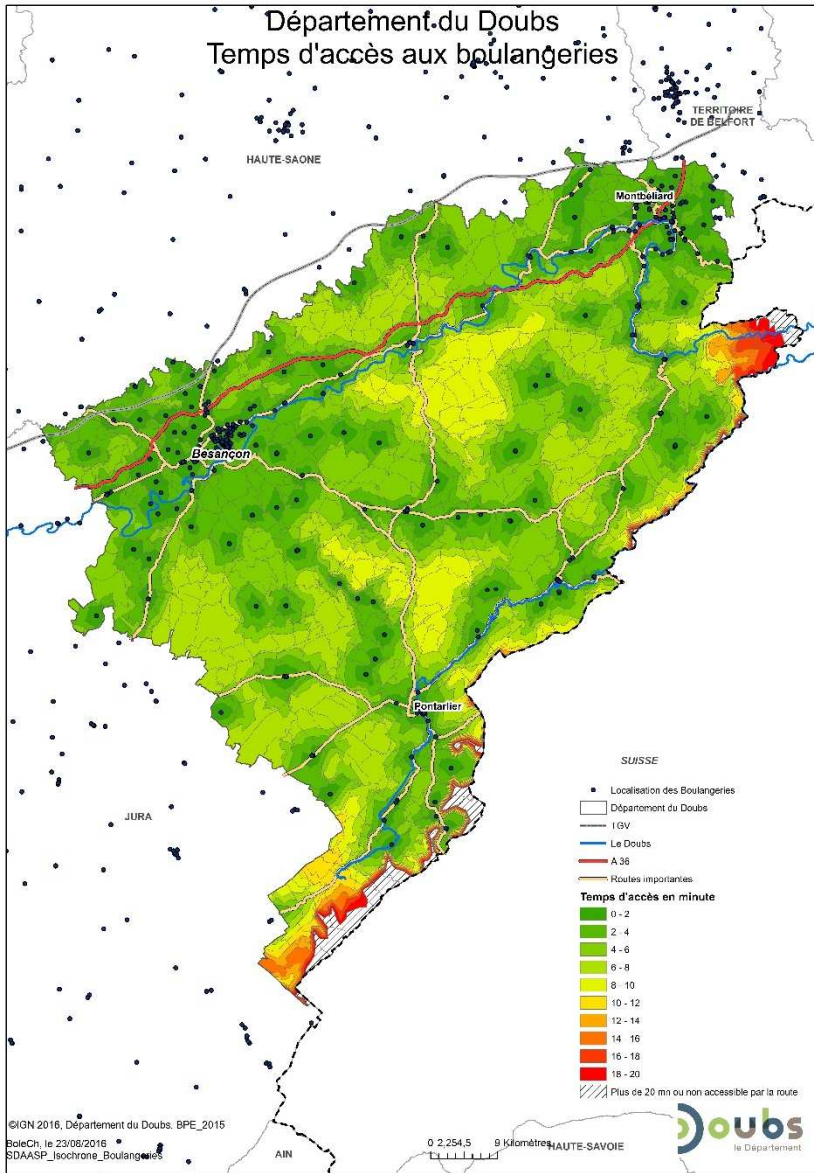 Département du Doubs
Temps d'accès aux boulangeries
TERRITOIRE
DE BELFORT
HAUTE-SAONE
Montbéliard
Besançon
Pontarlier
SUISSE
JURA
Localisation des Boulangeries
Département du Doubs
TGV
Le Doubs
A 36
Routes importantes
Temps d'accès en minute
0 - 2
2 - 4
4 - 6
6 - 8
8 - 10
10 - 12
12 - 14
14 - 16
16 - 18
18 - 20
Plus de 20 mn ou non accessible par la route
©IGN 2016, Département du Doubs. BPE_2015
BoleCh, le 23/08/2016
SDAASP_Isochrone_Boulangeries
AIN
0 2,254,5 9 Kilomètres
HAUTE-SAVOIE
Doubs
le Département